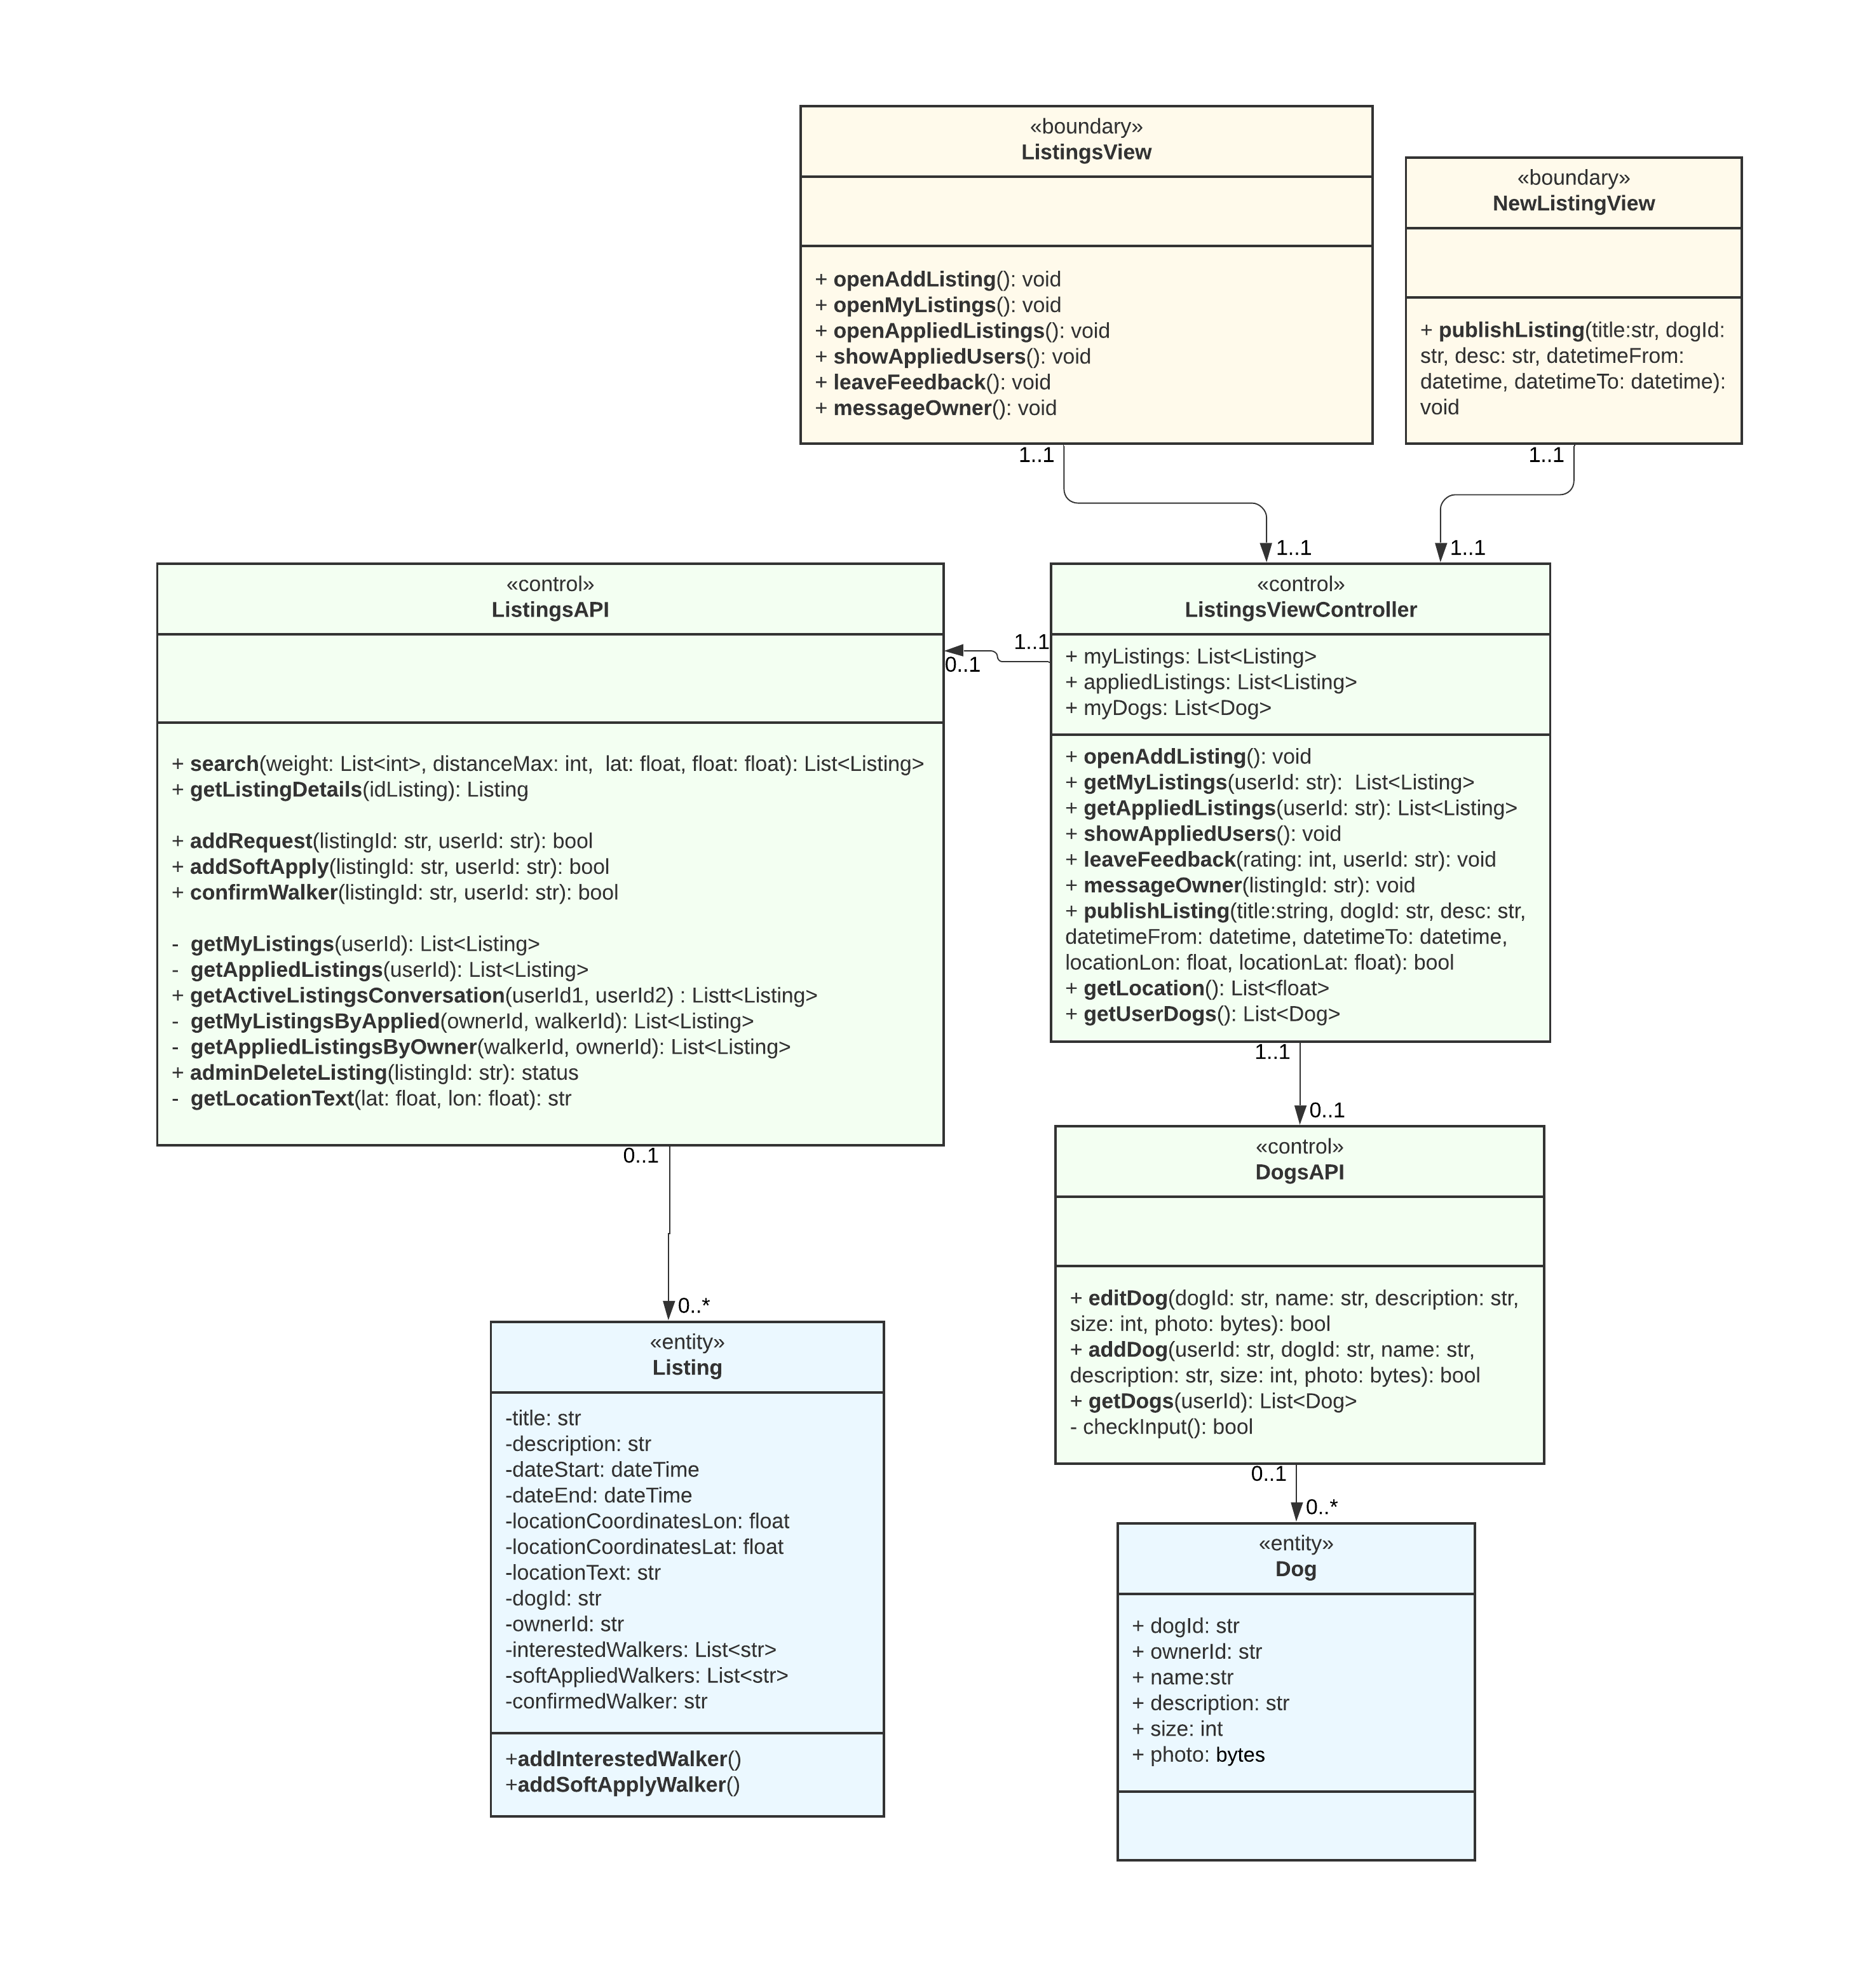 «boundary»
ListingsView
+ openAddListing(): void
+ openMyListings(): void
+ openAppliedListings(): void
+ showAppliedUsers(): void
+ leaveFeedback(): void
+ messageOwner(): void
«boundary»
NewListingView
+ publishListing(title:str, dogId:
str, desc: str, datetimeFrom:
datetime, datetimeTo: datetime):
void
1..1
1..1
1..1
1..1
«control»
ListingsAPI
+ search(weight: List<int>, distanceMax: int,  lat: float, float: float): List<Listing>
+ getListingDetails(idListing): Listing
+ addRequest(listingId: str, userId: str): bool
+ addSoftApply(listingId: str, userId: str): bool
+ confirmWalker(listingId: str, userId: str): bool
-  getMyListings(userId): List<Listing>
-  getAppliedListings(userId): List<Listing>
+ getActiveListingsConversation(userId1, userId2) : Listt<Listing>
-  getMyListingsByApplied(ownerId, walkerId): List<Listing>
-  getAppliedListingsByOwner(walkerId, ownerId): List<Listing>
+ adminDeleteListing(listingId: str): status
-  getLocationText(lat: float, lon: float): str
1..1
0..1
«control»
ListingsViewController
+ myListings: List<Listing>
+ appliedListings: List<Listing>
+ myDogs: List<Dog>
+ openAddListing(): void
+ getMyListings(userId: str):  List<Listing>
+ getAppliedListings(userId: str): List<Listing>
+ showAppliedUsers(): void
+ leaveFeedback(rating: int, userId: str): void
+ messageOwner(listingId: str): void
+ publishListing(title:string, dogId: str, desc: str,
datetimeFrom: datetime, datetimeTo: datetime,
locationLon: float, locationLat: float): bool
+ getLocation(): List<float>
+ getUserDogs(): List<Dog>
1..1
0..1
«control»
DogsAPI
+ editDog(dogId: str, name: str, description: str,
size: int, photo: bytes): bool
+ addDog(userId: str, dogId: str, name: str,
description: str, size: int, photo: bytes): bool
+ getDogs(userId): List<Dog>
- checkInput(): bool
0..1
0..*
«entity»
Listing
-title: str
-description: str
-dateStart: dateTime
-dateEnd: dateTime
-locationCoordinatesLon: float
-locationCoordinatesLat: float
-locationText: str
-dogId: str
-ownerId: str
-interestedWalkers: List<str>
-softAppliedWalkers: List<str>
-confirmedWalker: str
+addInterestedWalker()
+addSoftApplyWalker()
0..1
0..*
«entity»
Dog
+ dogId: str
+ ownerId: str
+ name:str
+ description: str
+ size: int
+ photo: bytes